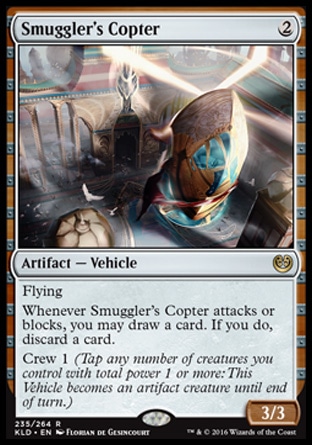 Smuggler's Copter 2
Artifact — Vehicle
Flying
Whenever Smuggler's Copter attacks or
blocks, you may draw a card. If you do,
discard a card.
Crew 1 (Tap any number of creatures you
control with total power 1 or more: This
Vehicle becomes an artifact creature until
end of turn.)
3/3
235/264 R
KLD • EN FLORIAN DE GESINCOURT
™ & © 2016 Wizards of the Coast